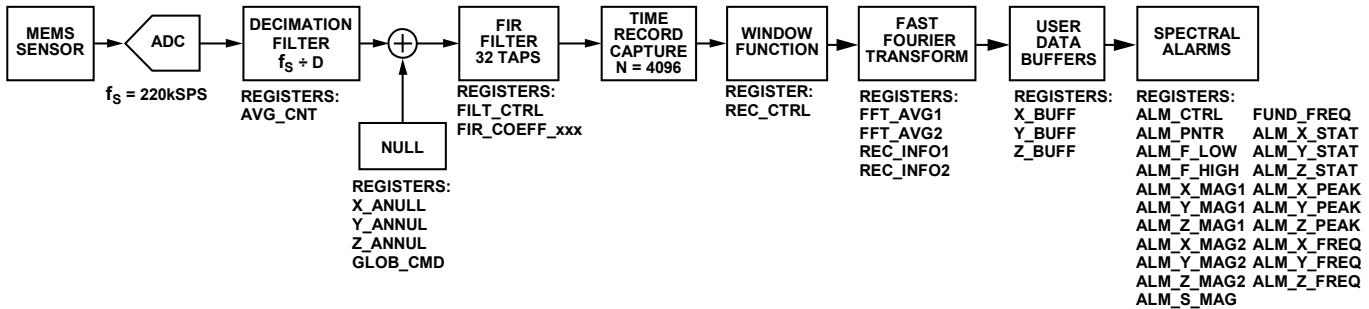 MEMS
SENSOR
ADC
fS = 220kSPS
DECIMATION
FILTER
fS ÷ D
REGISTERS:
AVG_CNT
NULL
REGISTERS:
X_ANULL
Y_ANNUL
Z_ANNUL
GLOB_CMD
FIR
FILTER
32 TAPS
REGISTERS:
FILT_CTRL
FIR_COEFF_xxx
TIME
RECORD
CAPTURE
N = 4096
WINDOW
FUNCTION
REGISTER:
REC_CTRL
FAST
FOURIER
TRANSFORM
REGISTERS:
FFT_AVG1
FFT_AVG2
REC_INFO1
REC_INFO2
USER
DATA
BUFFERS
REGISTERS:
X_BUFF
Y_BUFF
Z_BUFF
SPECTRAL
ALARMS
REGISTERS:
ALM_CTRL FUND_FREQ
ALM_PNTR ALM_X_STAT
ALM_F_LOW ALM_Y_STAT
ALM_F_HIGH ALM_Z_STAT
ALM_X_MAG1 ALM_X_PEAK
ALM_Y_MAG1 ALM_Y_PEAK
ALM_Z_MAG1 ALM_Z_PEAK
ALM_X_MAG2 ALM_X_FREQ
ALM_Y_MAG2 ALM_Y_FREQ
ALM_Z_MAG2 ALM_Z_FREQ
ALM_S_MAG